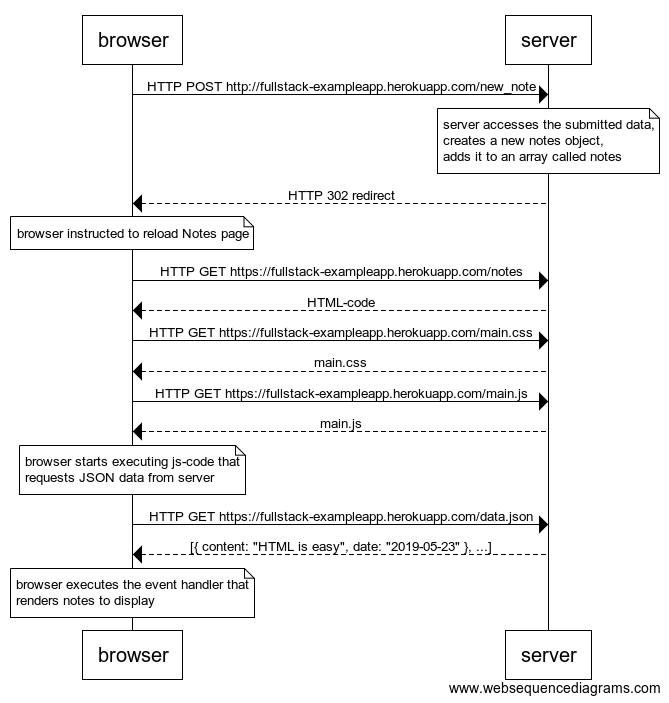 browser
server
HTTP POST http://fullstack-exampleapp.herokuapp.com/new_note
server accesses the submitted data,
creates a new notes object,
adds it to an array called notes
HTTP 302 redirect
browser instructed to reload Notes page
HTTP GET https://fullstack-exampleapp.herokuapp.com/notes
HTML-code
HTTP GET https://fullstack-exampleapp.herokuapp.com/main.css
main.css
HTTP GET https://fullstack-exampleapp.herokuapp.com/main.js
main.js
browser starts executing js-code that
requests JSON data from server
HTTP GET https://fullstack-exampleapp.herokuapp.com/data.json
[{ content: "HTML is easy", date: "2019-05-23" }, ...]
browser executes the event handler that
renders notes to display
browser
server
www.websequencediagrams.com